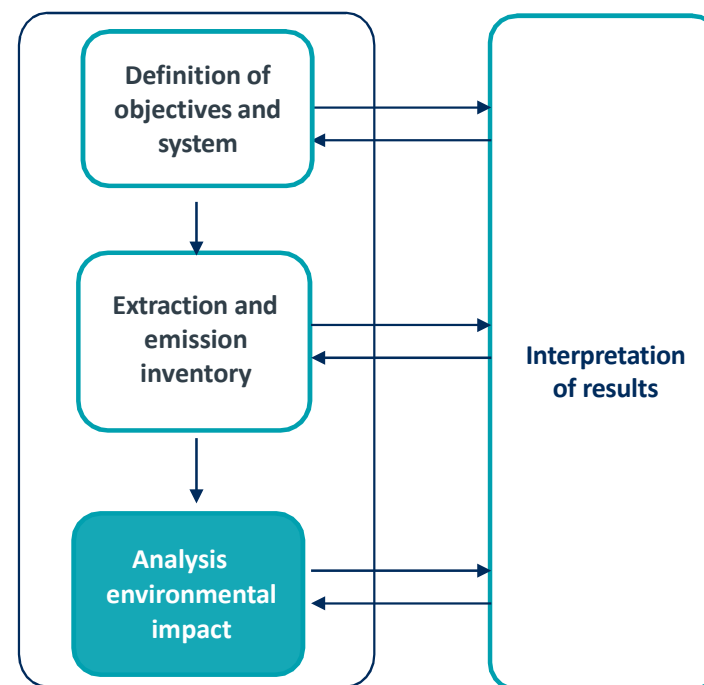 Definition of
objectives and
system
Extraction and
emission
inventory
Analysis
environmental
impact
Interpretation
of results